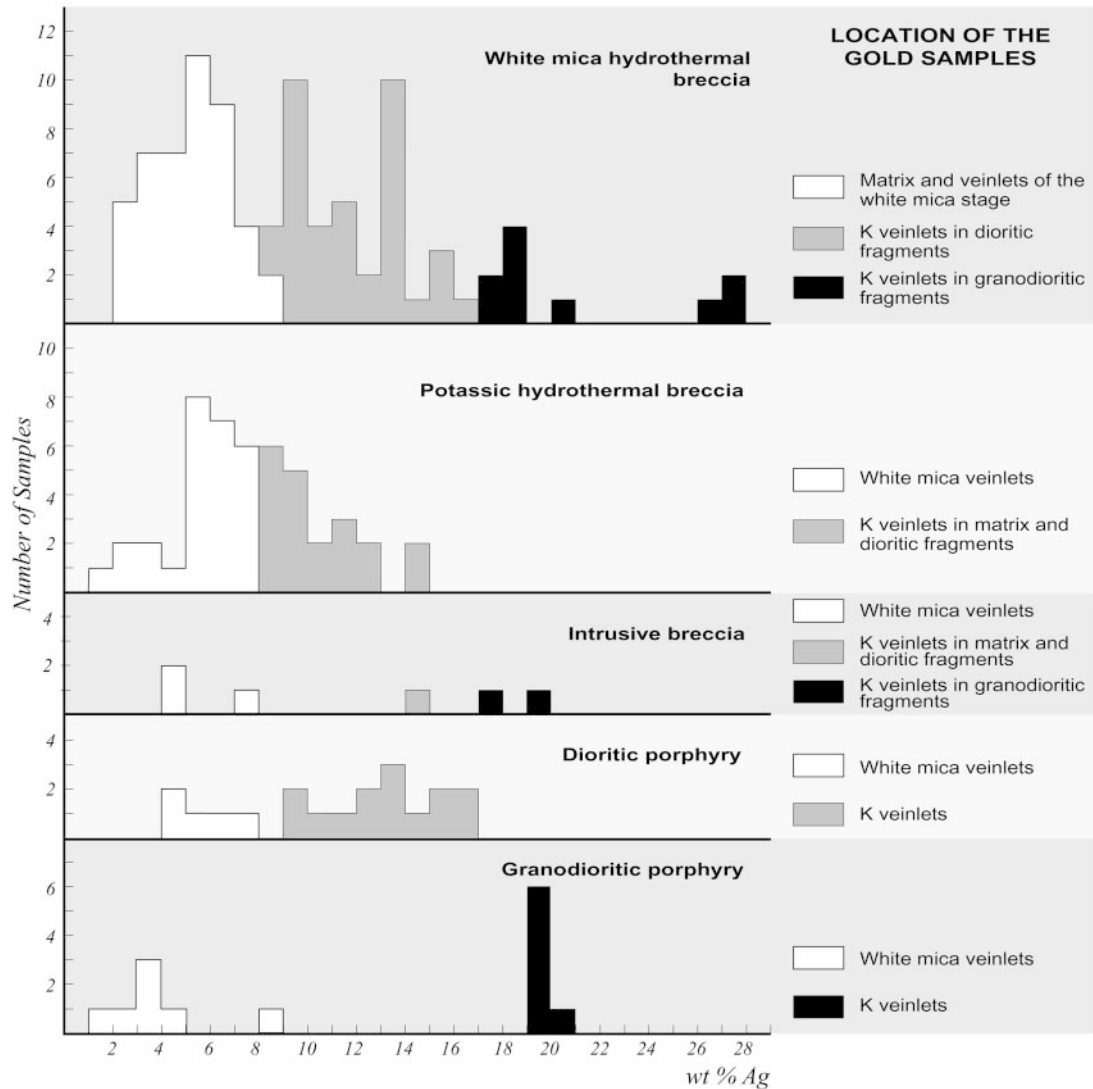 LOCATION OF THE
GOLD SAMPLES
White mica hydrothermal
breccia
12
10
8
6
4
2
Matrix and veinlets of the
white mica stage
K veinlets in dioritic
fragments
K veinlets in granodioritic
fragments
Number of Samples
Potassic hydrothermal breccia
10
8
6
4
2
White mica veinlets
K veinlets in matrix and
dioritic fragments
Intrusive breccia
4
2
White mica veinlets
K veinlets in matrix and
dioritic fragments
K veinlets in granodioritic
fragments
Dioritic porphyry
4
2
White mica veinlets
K veinlets
Granodioritic porphyry
6
4
2
White mica veinlets
K veinlets
2 4 6 8 10 12 14 16 18 20 22 24 26 28
wt % Ag